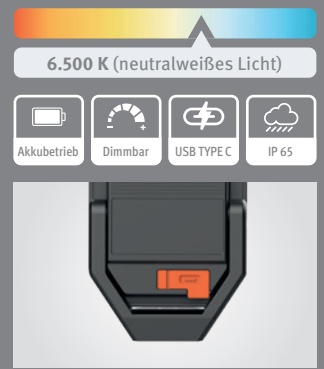 6.500 K (neutralweißes Licht)
Akkubetrieb
Dimmbar
USB TYPE C
IP 65